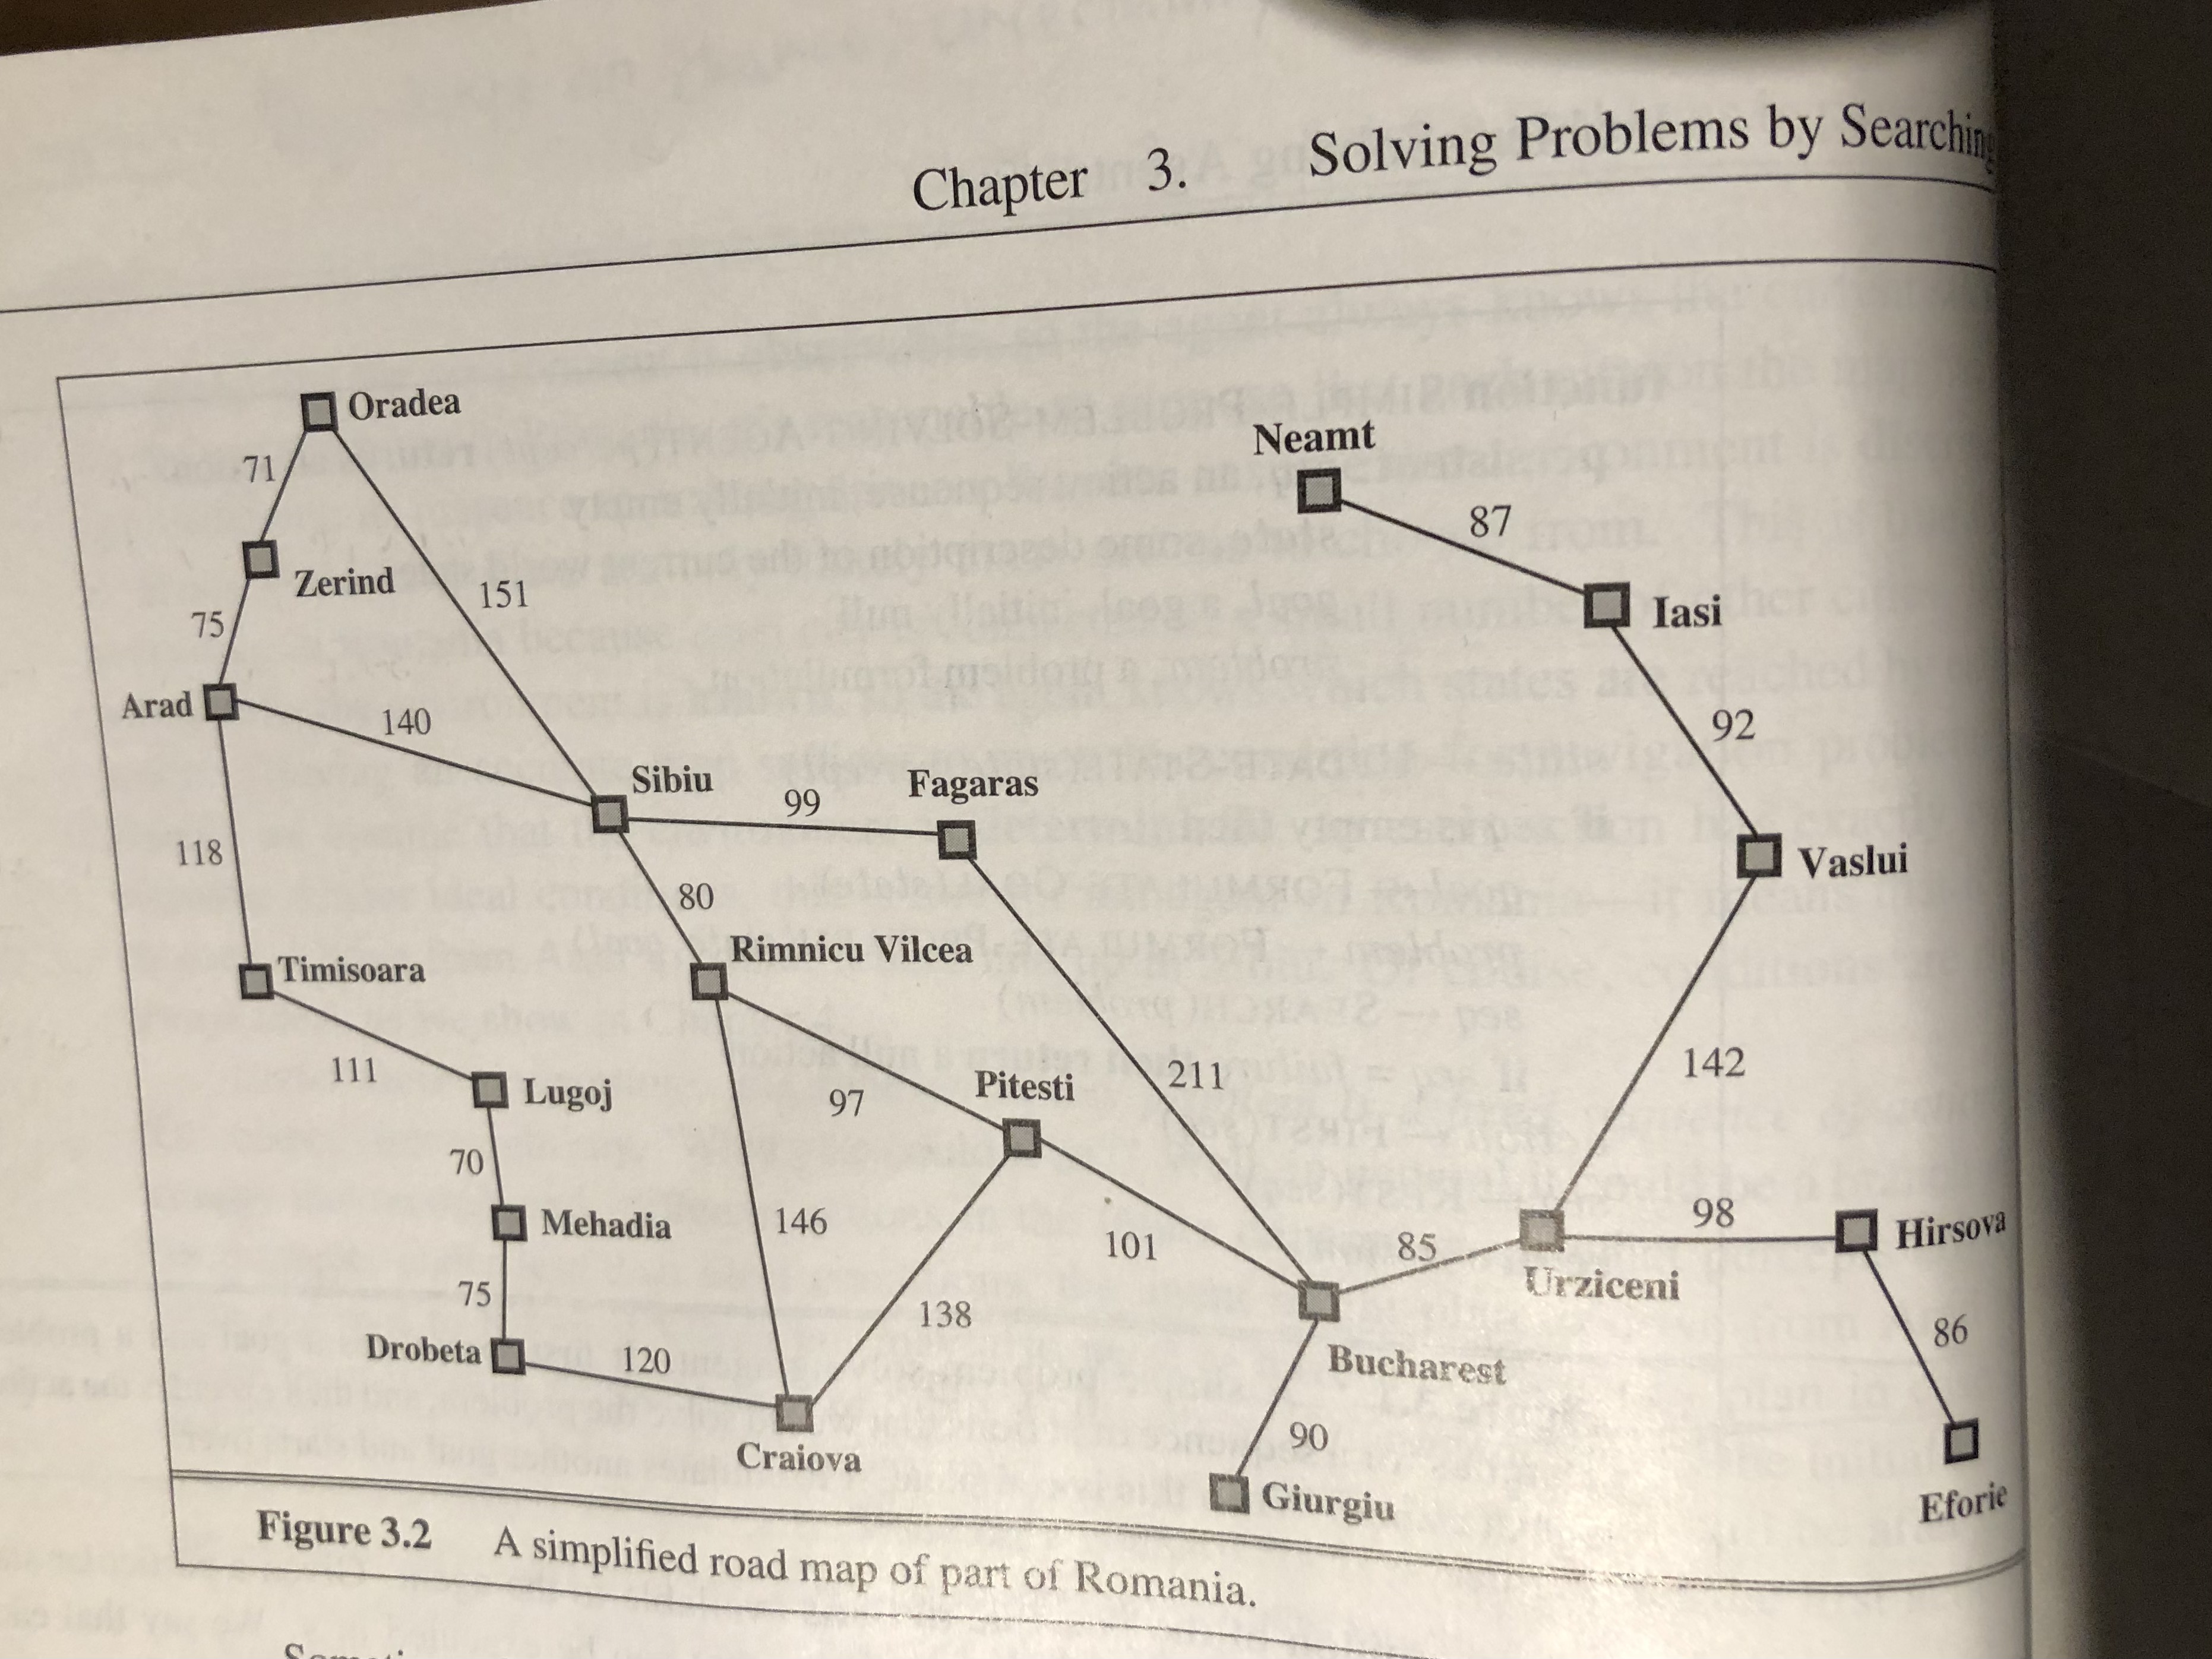 Chapter 3. Solving Problems by Searching
Oradea
Neamt
71
87
Zerind
151
Iasi
75
Arad
140
92
Sibiu
99
Fagaras
118
80
Vaslui
Rimnicu Vilcea
Timisoara
111
Lugoj
97
Pitesti
211
142
70
Mehadia
146
101
85
98
Hirsova
Urziceni
75
138
86
Drobeta
120
Bucharest
Craiova
90
Giurgiu
Eforie
Figure 3.2 A simplified road map of part of Romania.